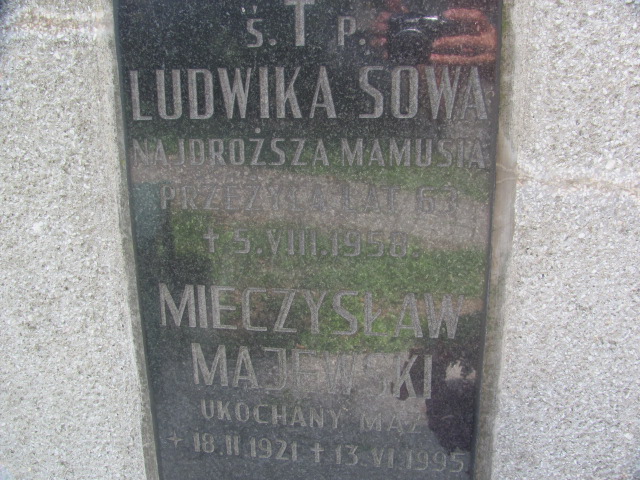 Ś. † P.
LUDWIKA SOWA
NAJDROŻSZA MAMUSIA
PRZEŻYŁA LAT 63
+ 5.VIII.1958.
MIECZYSŁAW
MAJEWSKI
UKOCHANY MĄŻ
+ 18.II 1921 + 13.VI.1995